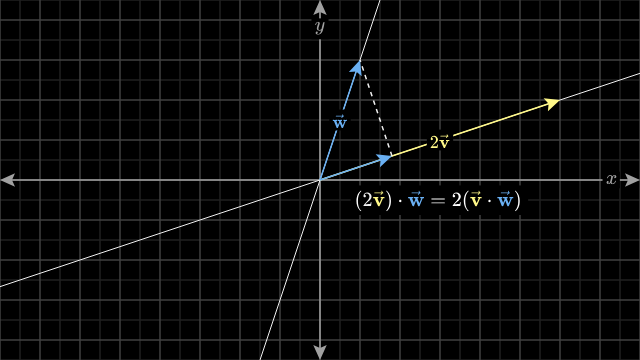 y
w⃗
2v⃗
x
(2v⃗) · w⃗ = 2(v⃗ · w⃗)